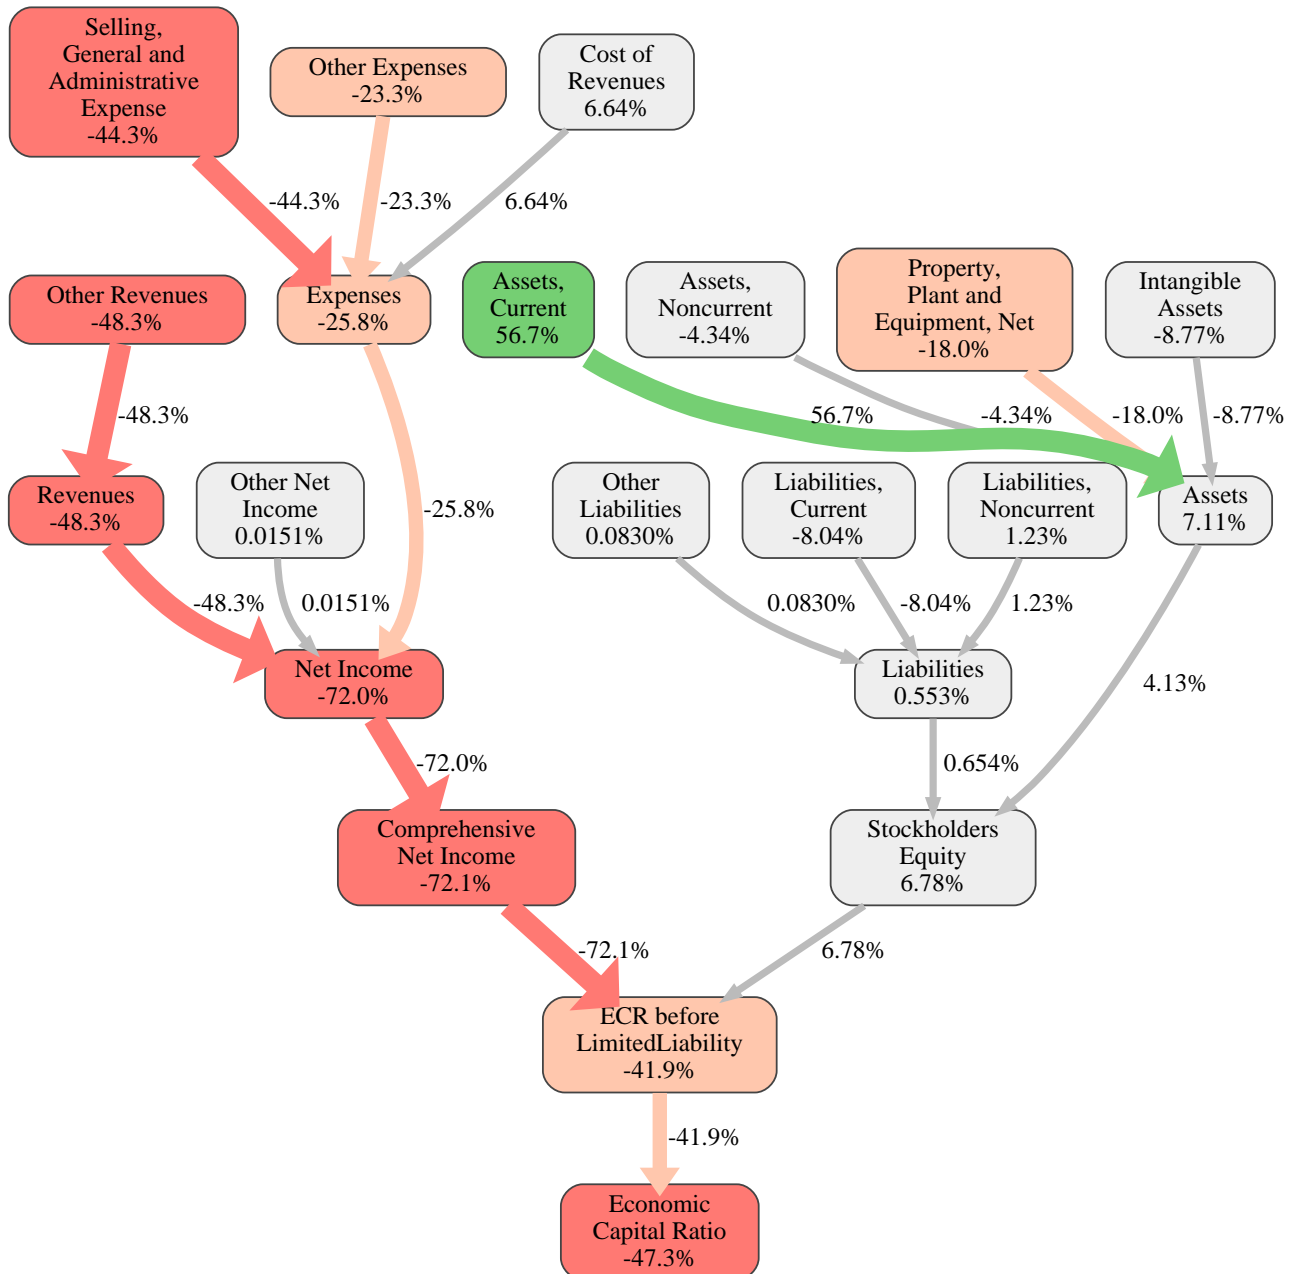 Selling,
General and
Administrative
Expense
-44.3%
Other Expenses
-23.3%
Cost of
Revenues
6.64%
-44.3%
-23.3%
6.64%
Other Revenues
-48.3%
Expenses
-25.8%
Assets,
Current
56.7%
Assets,
Noncurrent
-4.34%
Property,
Plant and
Equipment, Net
-18.0%
Intangible
Assets
-8.77%
-48.3%
56.7%
-4.34%
-18.0%
-8.77%
Revenues
-48.3%
Other Net
Income
0.0151%
-25.8%
Other
Liabilities
0.0830%
Liabilities,
Current
-8.04%
Liabilities,
Noncurrent
1.23%
Assets
7.11%
-48.3%
0.0151%
0.0830%
-8.04%
1.23%
Net Income
-72.0%
Liabilities
0.553%
4.13%
-72.0%
0.654%
Comprehensive
Net Income
-72.1%
Stockholders
Equity
6.78%
-72.1%
6.78%
ECR before
LimitedLiability
-41.9%
-41.9%
Economic
Capital Ratio
-47.3%